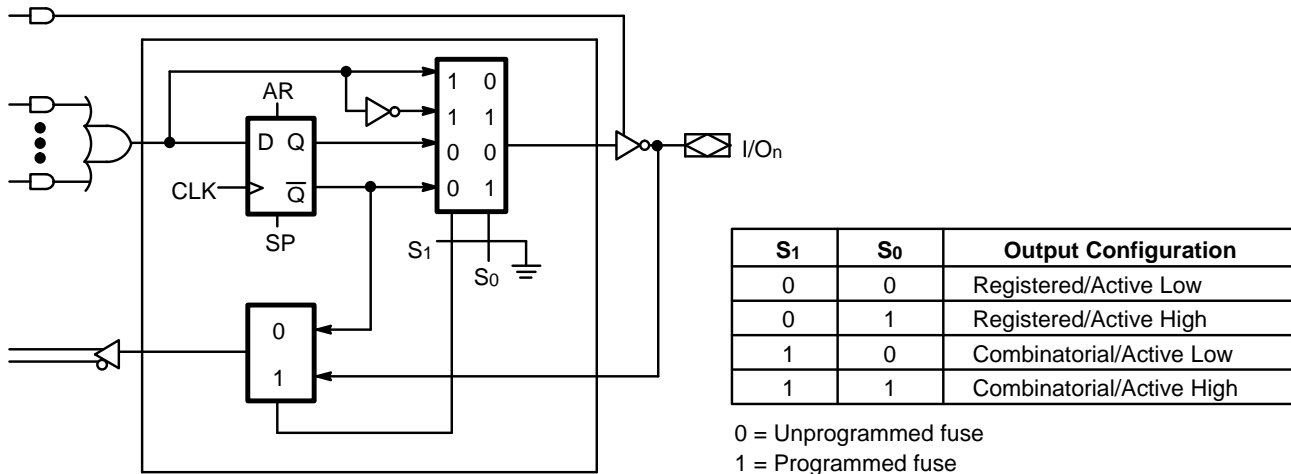 AR
1 0
1 1
D Q
0 0
I/On
CLK
Q
0 1
SP
S1
S0
0
1
S1 S0 Output Configuration
0 0 Registered/Active Low
0 1 Registered/Active High
1 0 Combinatorial/Active Low
1 1 Combinatorial/Active High
0 = Unprogrammed fuse
1 = Programmed fuse